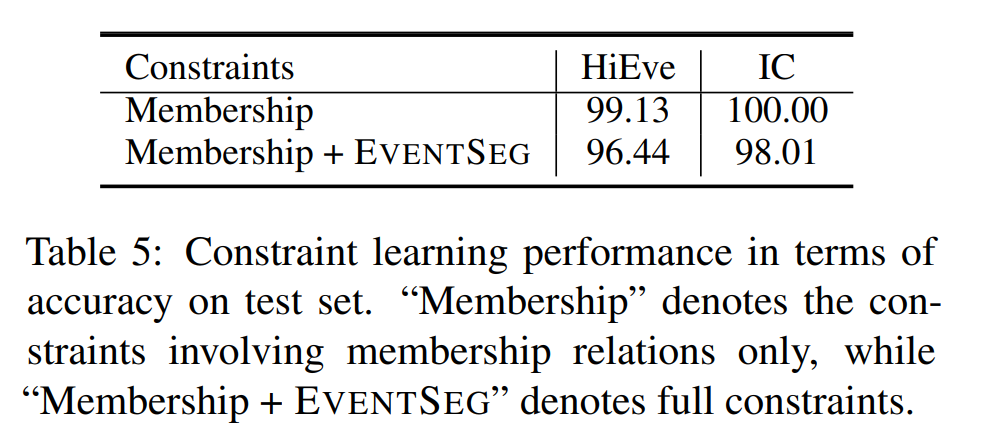 Constraints HiEve IC
Membership 99.13 100.00
Membership + EVENTSEG 96.44 98.01
Table 5: Constraint learning performance in terms of
accuracy on test set. “Membership” denotes the con-
straints involving membership relations only, while
“Membership + EVENTSEG” denotes full constraints.